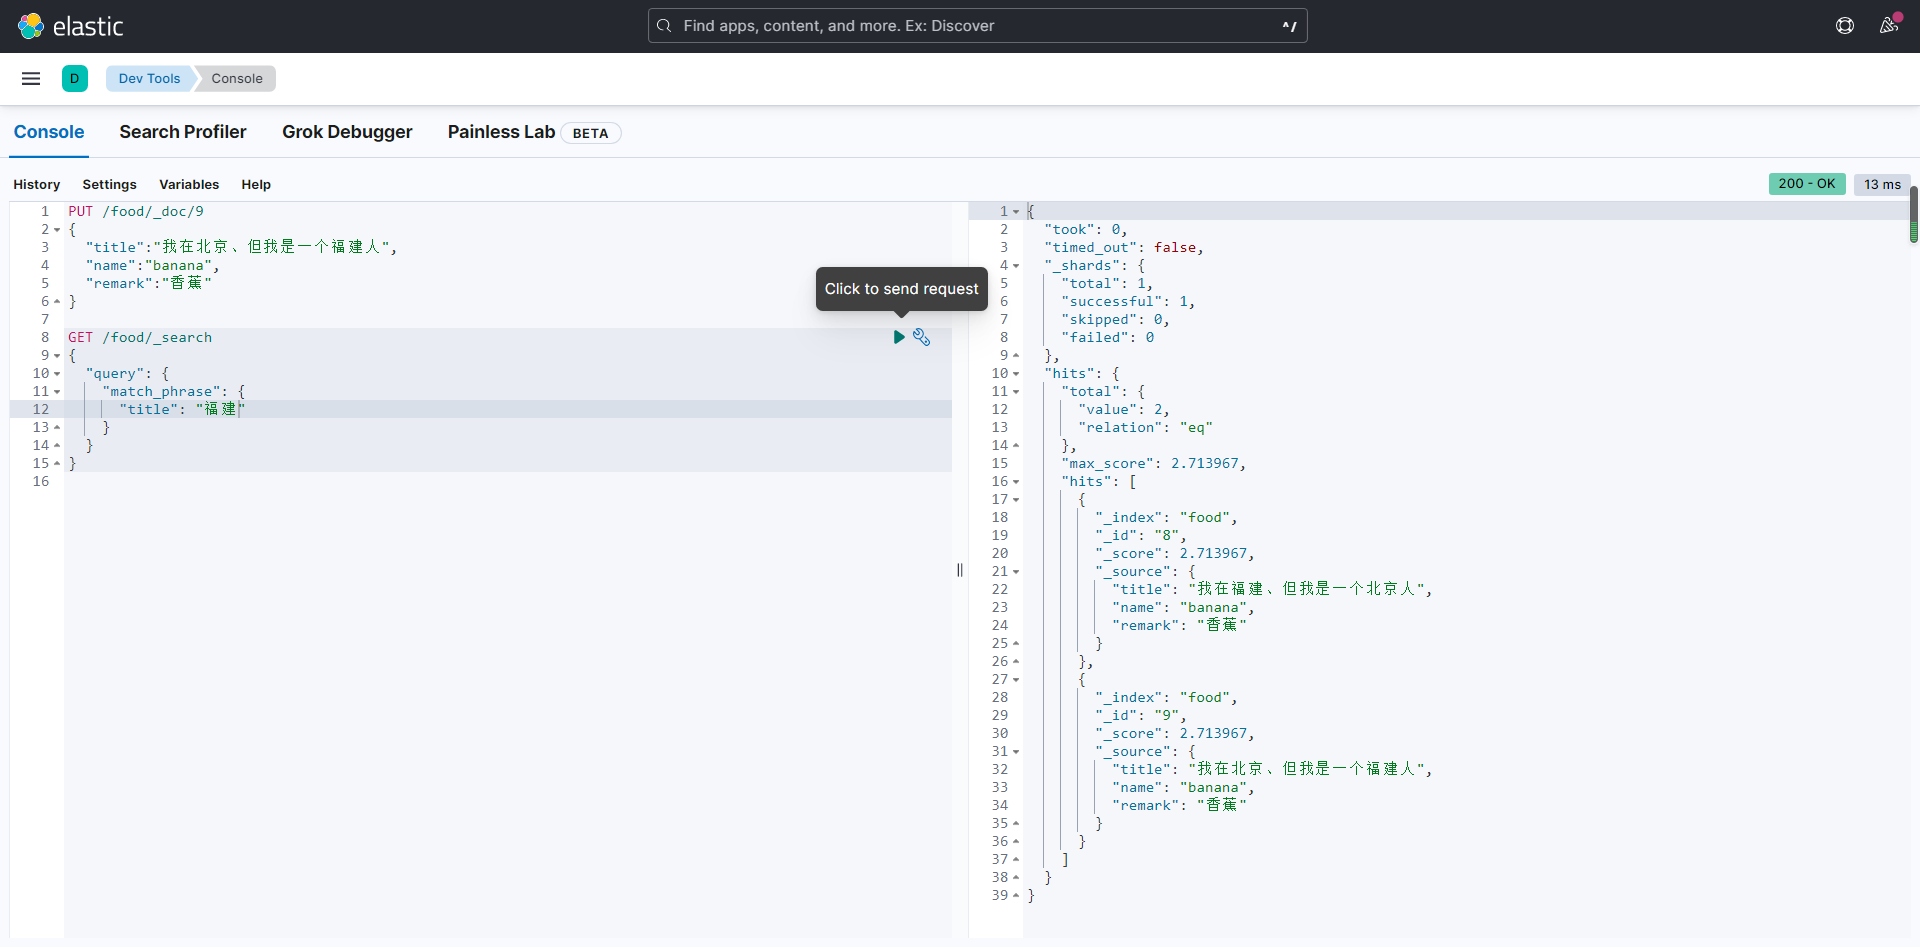 elastic
Find apps, content, and more. Ex: Discover
^/
D
Dev Tools
Console
Console
Search Profiler
Grok Debugger
Painless Lab
BETA
History
Settings
Variables
Help
200 - OK
13 ms
1 PUT /food/_doc/9
2 {
3 "title":"我在北京、但我是一个福建人",
4 "name":"banana",
5 "remark":"香蕉"
6 }
7
8 GET /food/_search
9 {
10 "query": {
11 "match_phrase": {
12 "title": "福建"
13 }
14 }
15 }
16
Click to send request
1 {
2 "took": 0,
3 "timed_out": false,
4 "_shards": {
5 "total": 1,
6 "successful": 1,
7 "skipped": 0,
8 "failed": 0
9 },
10 "hits": {
11 "total": {
12 "value": 2,
13 "relation": "eq"
14 },
15 "max_score": 2.713967,
16 "hits": [
17 {
18 "_index": "food",
19 "_id": "8",
20 "_score": 2.713967,
21 "_source": {
22 "title": "我在福建、但我是一个北京人",
23 "name": "banana",
24 "remark": "香蕉"
25 }
26 },
27 {
28 "_index": "food",
29 "_id": "9",
30 "_score": 2.713967,
31 "_source": {
32 "title": "我在北京、但我是一个福建人",
33 "name": "banana",
34 "remark": "香蕉"
35 }
36 }
37 ]
38 }
39 }